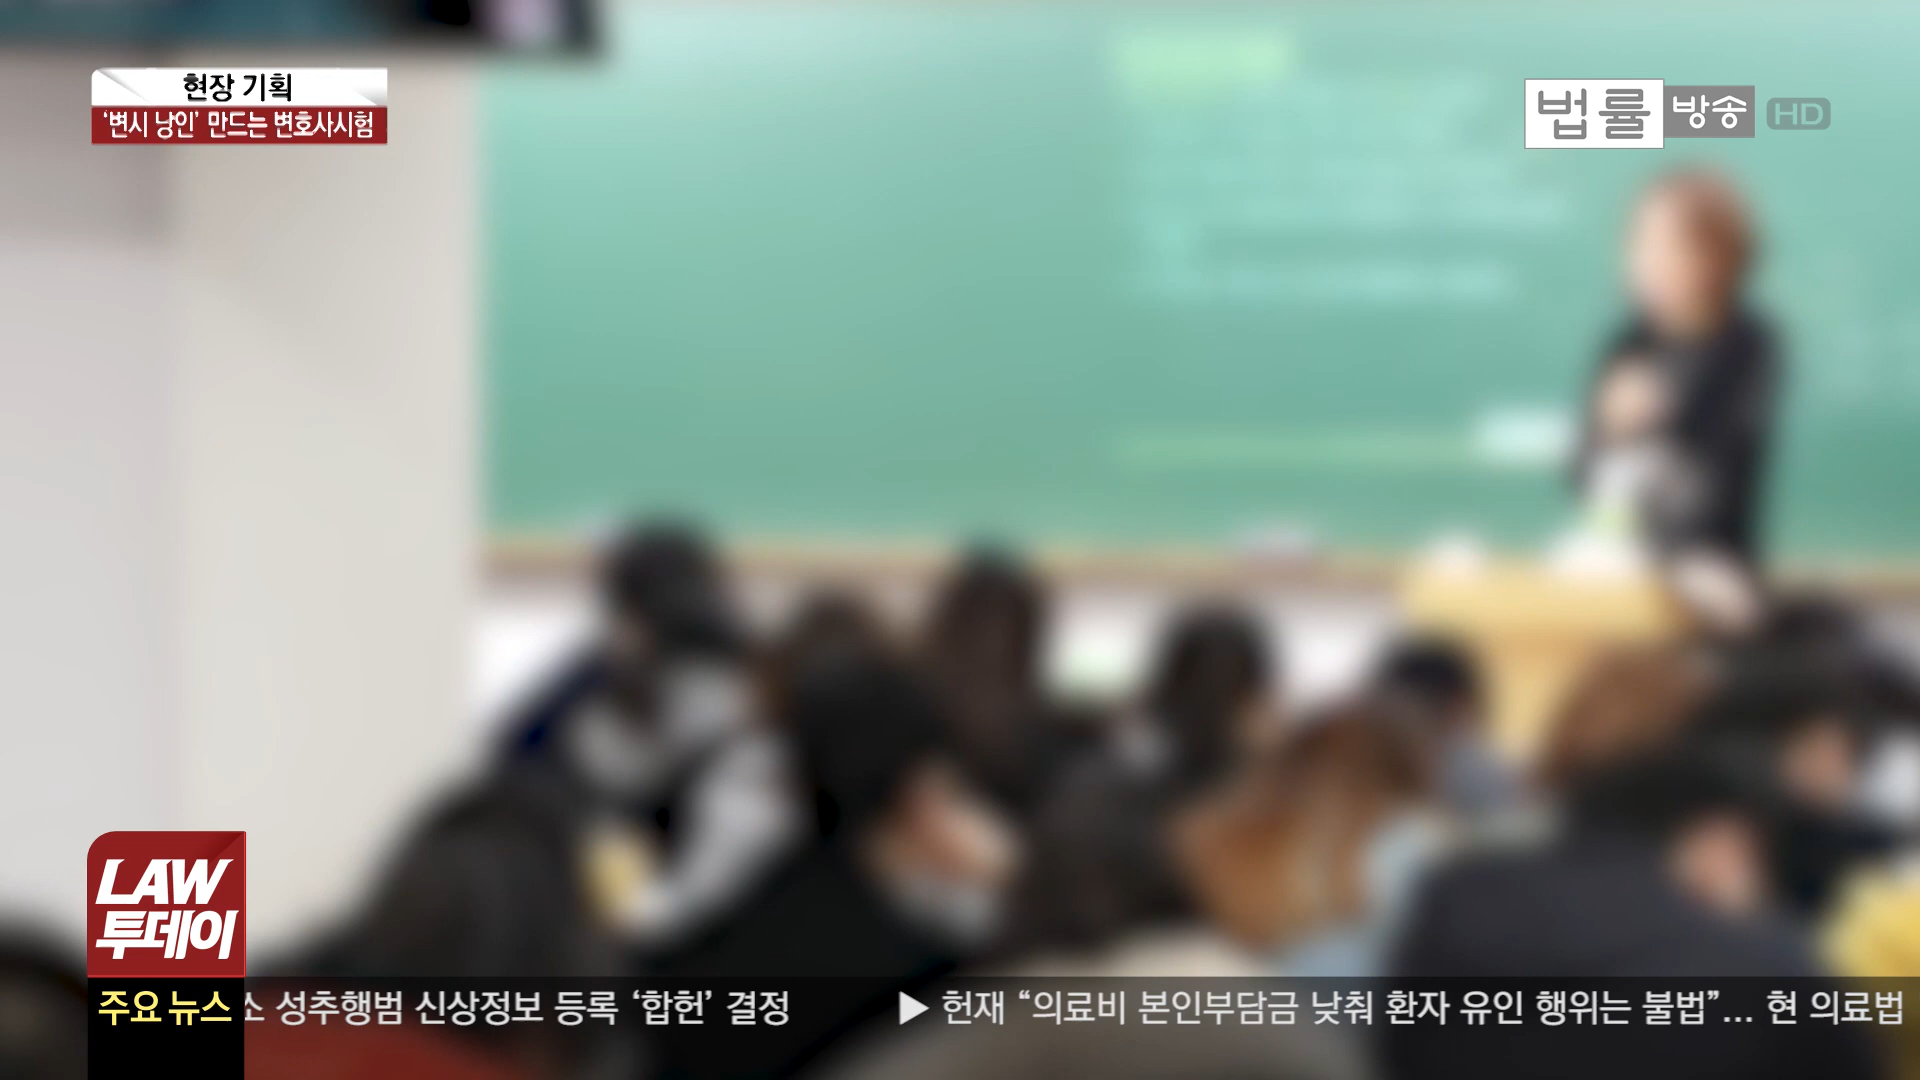 현장 기획
‘변시 낭인’ 만드는 변호사시험
법률방송 HD
LAW
투데이
주요 뉴스
소 성추행범 신상정보 등록 ‘합헌’ 결정 ▶ 헌재 “의료비 본인부담금 낮춰 환자 유인 행위는 불법”... 현 의료법